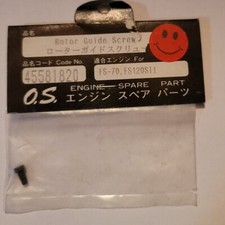 品名
Rotor Guide Screw
ローターガイドスクリュー
品名コード Code No. 適合エンジン For
45581820 FS-70, FS120SII
ENGINE SPARE PART
O.S. エンジン スペア パーツ